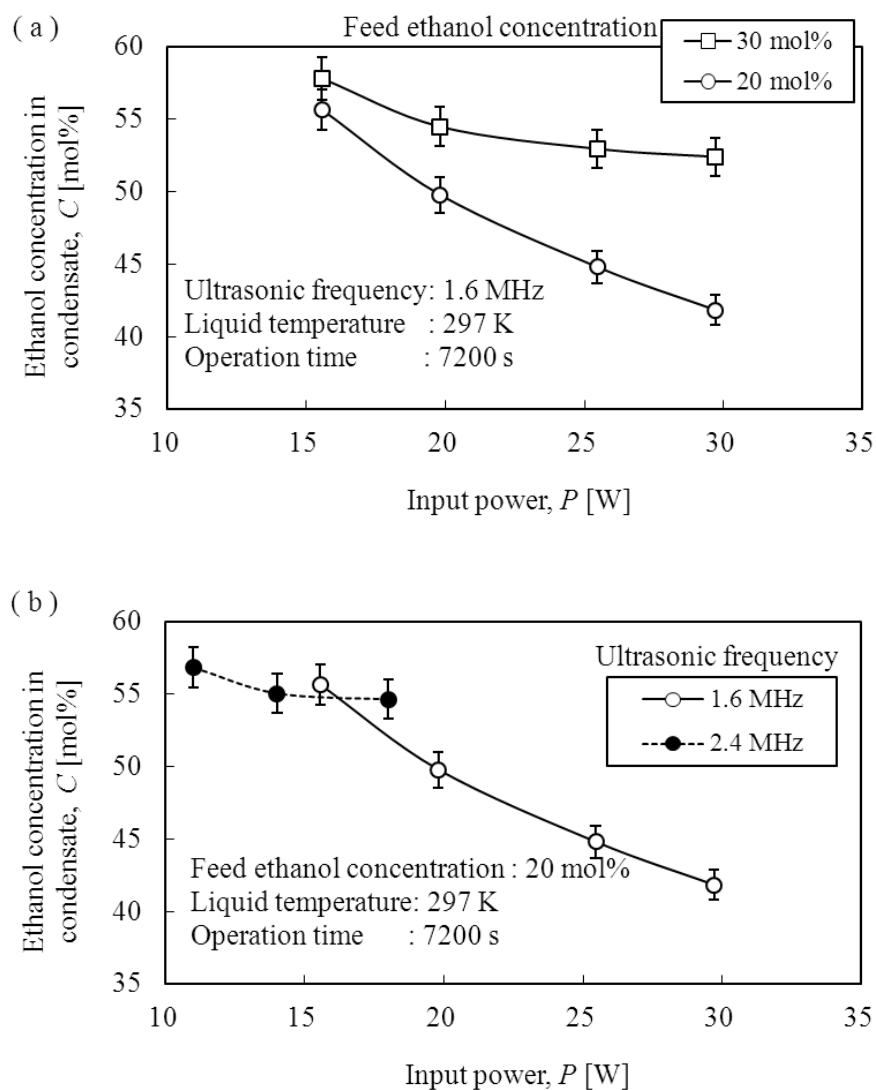 ( a )
Feed ethanol concentration
30 mol%
20 mol%
60
55
50
45
40
35
Ethanol concentration in
condensate, C [mol%]
Ultrasonic frequency: 1.6 MHz
Liquid temperature : 297 K
Operation time : 7200 s
10 15 20 25 30 35
Input power, P [W]
( b )
60
55
50
45
40
35
Ethanol concentration in
condensate, C [mol%]
Ultrasonic frequency
1.6 MHz
2.4 MHz
Feed ethanol concentration : 20 mol%
Liquid temperature: 297 K
Operation time : 7200 s
10 15 20 25 30 35
Input power, P [W]